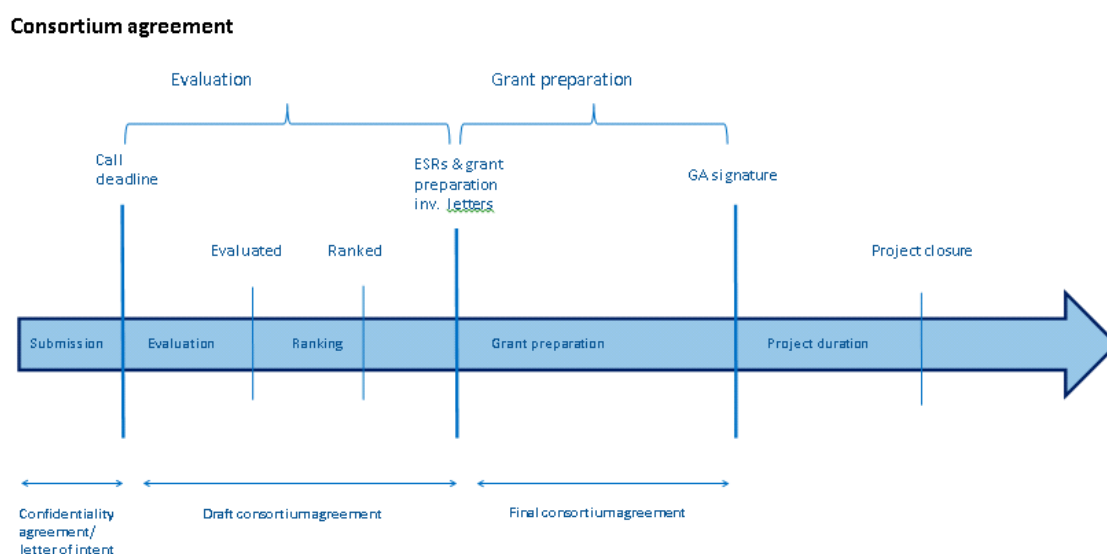 Consortium agreement
Evaluation
Grant preparation
Call
deadline
ESRs & grant
preparation
inv. letters
GA signature
Evaluated
Ranked
Project closure
Submission
Evaluation
Ranking
Grant preparation
Project duration
Confidentiality
agreement/
letter of intent
Draft consortium agreement
Final consortium agreement